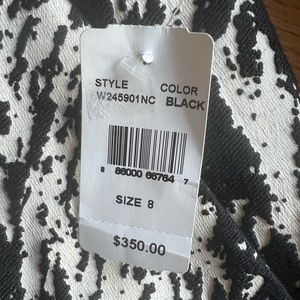 STYLE COLOR
W245901NC BLACK
8 86000 66764 7
SIZE 8
$350.00